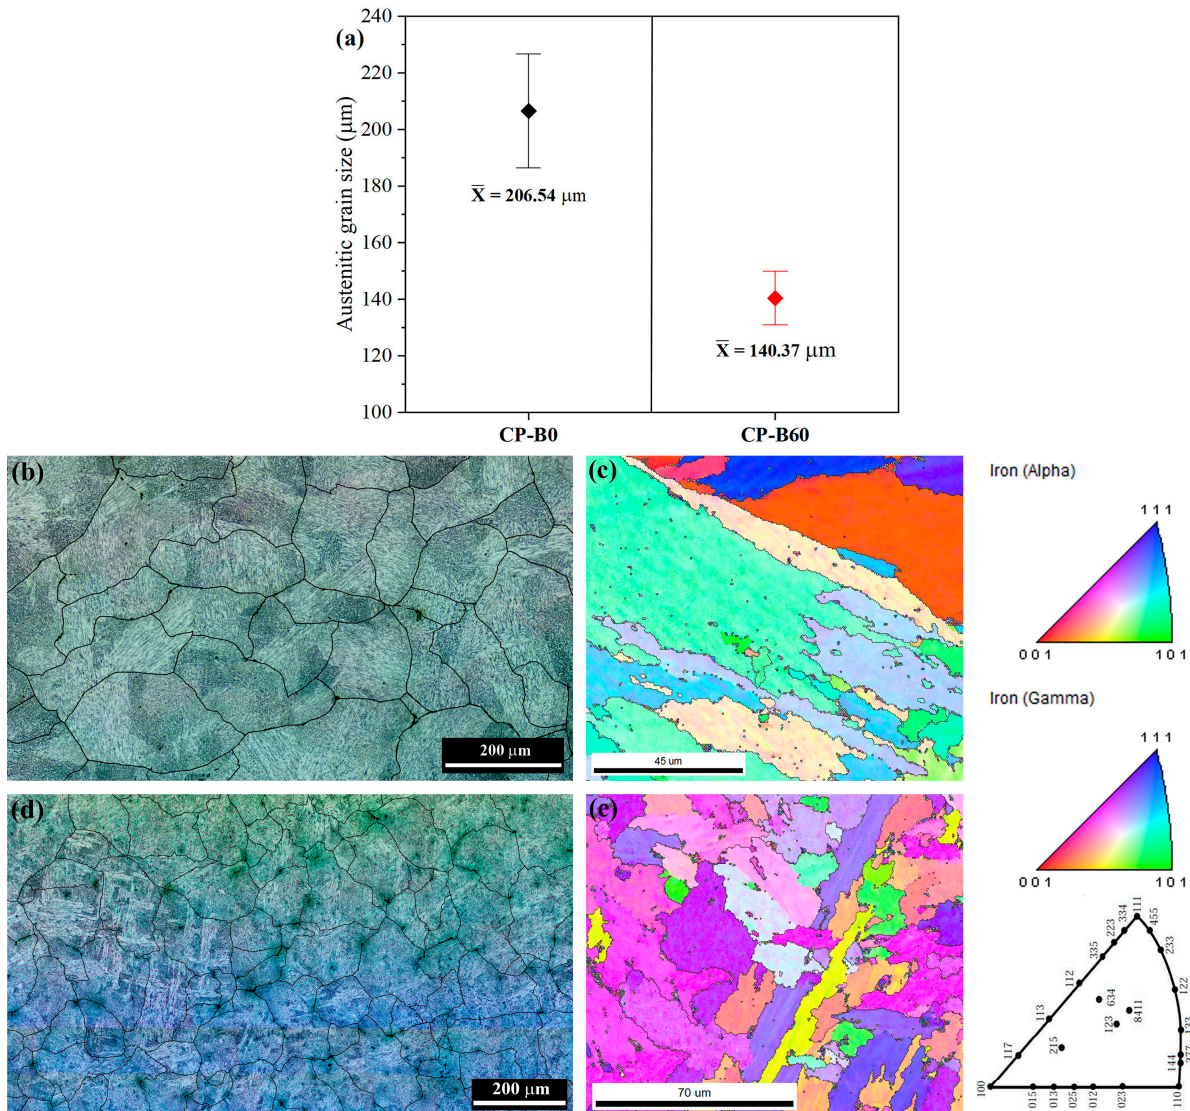 (a)
240
220
200
180
160
140
120
100
Austenitic grain size (μm)
X̄ = 206.54 μm
X̄ = 140.37 μm
CP-B0
CP-B60
(b)
200 μm
(c)
45 um
Iron (Alpha)
1 1 1
0 0 1
1 0 1
(d)
200 μm
(e)
70 um
Iron (Gamma)
1 1 1
0 0 1
1 0 1
111
334
455
223
233
335
112
122
634
8411
113
123
133
215
117
144
277
100
015
013
025
012
023
110